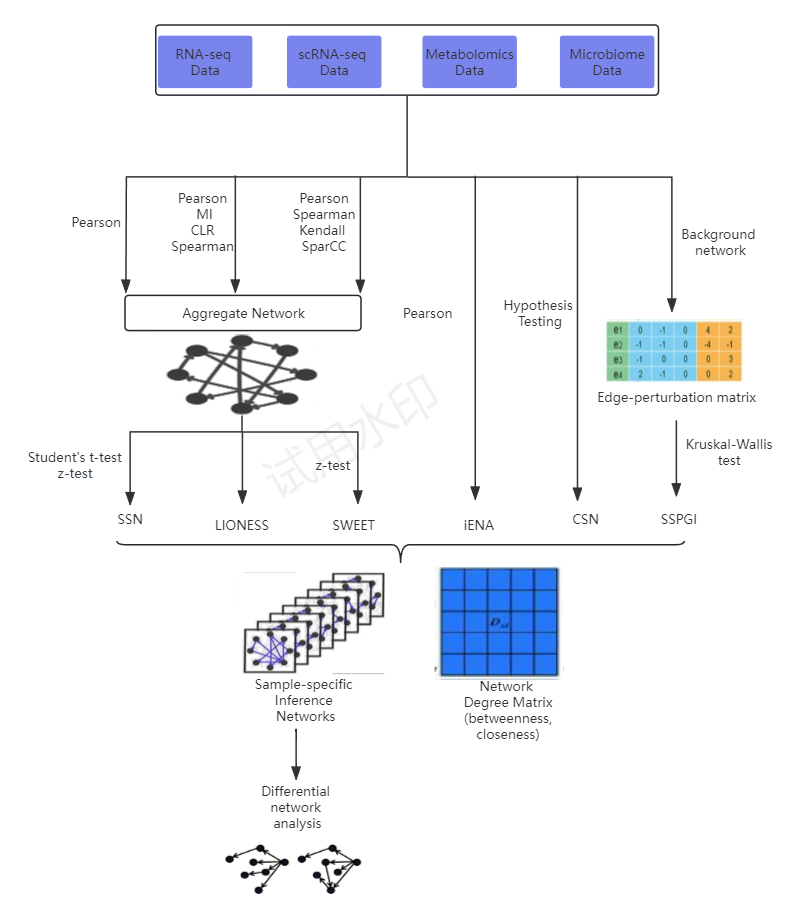 RNA-seq
Data
scRNA-seq
Data
Metabolomics
Data
Microbiome
Data
Pearson
Pearson
MI
CLR
Spearman
Pearson
Spearman
Kendall
SparCC
Background
network
Aggregate Network
Pearson
Hypothesis
Testing
e1 0 -1 0 4 2
e2 -1 -1 0 -4 -1
e3 -1 0 0 0 3
e4 2 -1 0 0 2
Edge-perturbation matrix
试用水印
Student's t-test
z-test
z-test
Kruskal-Wallis
test
SSN
LIONESS
SWEET
iENA
CSN
SSPGI
Sample-specific
Inference
Networks
Network
Degree Matrix
(betweenness,
closeness)
Differential
network
analysis